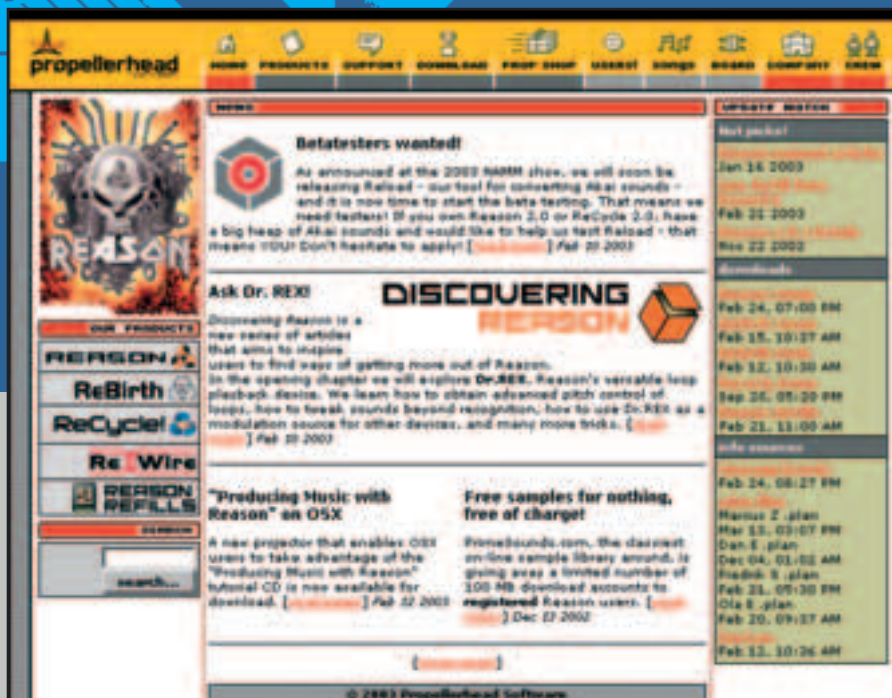 propellerhead
HOME PRODUCTS SUPPORT DOWNLOAD PROP SHOP USERS! songs BOARD COMPANY CREW
REASON
OUR PRODUCTS
REASON
ReBirth
ReCycle!
ReWire
REASON
REFILLS
SEARCH
search...
NEWS
Betatesters wanted!
As announced at the 2003 NAMM show, we will soon be
releasing Reload - our tool for converting Akai sounds -
and it is now time to start the beta testing. That means we
need testers! If you own Reason 2.0 or ReCycle 2.0, have
a big heap of Akai sounds and would like to help us test Reload - that
means YOU! Don't hesitate to apply! [ ] Feb 20 2003
Ask Dr. REX!
DISCOVERING
REASON
Discovering Reason is a
new series of articles
that aims to inspire
users to find ways of getting more out of Reason.
In the opening chapter we will explore Dr.REX, Reason's versatile loop
playback device. We learn how to obtain advanced pitch control of
loops, how to tweak sounds beyond recognition, how to use Dr.REX as a
modulation source for other devices, and many more tricks. [
] Feb 10 2003
"Producing Music with
Reason" on OSX
A new projector that enables OSX
users to take advantage of the
"Producing Music with Reason"
tutorial CD is now available for
download. [ ] Feb 12 2003
Free samples for nothing,
free of charge!
PrimeSounds.com, the classiest
on-line sample library around, is
giving away a limited number of
100 MB download accounts to
registered Reason users. [
] Dec 13 2002
© 2003 Propellerhead Software
UPDATE WATCH
Hot picks!
Jan 16 2003
Feb 21 2003
Nov 22 2002
downloads
Feb 24, 07:00 PM
Feb 15, 10:27 AM
Feb 12, 10:30 AM
Sep 26, 05:20 PM
Feb 21, 11:00 AM
info sources
Feb 24, 08:27 PM
Marcus Z .plan
Mar 13, 03:07 PM
Dan E .plan
Dec 04, 01:02 AM
Fredrik S .plan
Feb 21, 05:30 PM
Ola E .plan
Feb 20, 09:37 AM
Feb 12, 10:36 AM